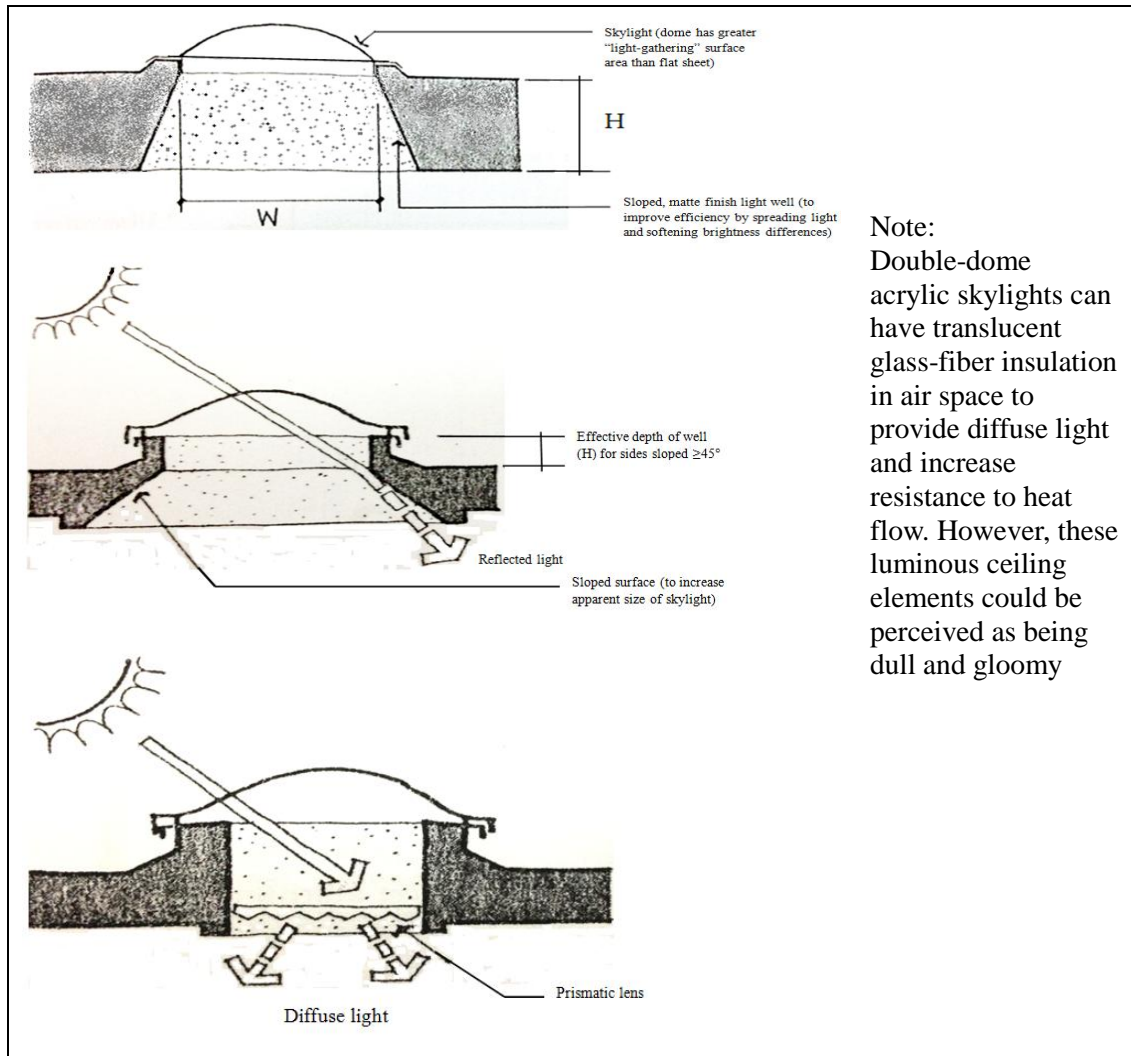 Skylight (dome has greater
“light-gathering” surface
area than flat sheet)
H
W
Sloped, matte finish light well (to
improve efficiency by spreading light
and softening brightness differences)
Effective depth of well
(H) for sides sloped ≥45°
Reflected light
Sloped surface (to increase
apparent size of skylight)
Prismatic lens
Diffuse light
Note:
Double-dome
acrylic skylights can
have translucent
glass-fiber insulation
in air space to
provide diffuse light
and increase
resistance to heat
flow. However, these
luminous ceiling
elements could be
perceived as being
dull and gloomy